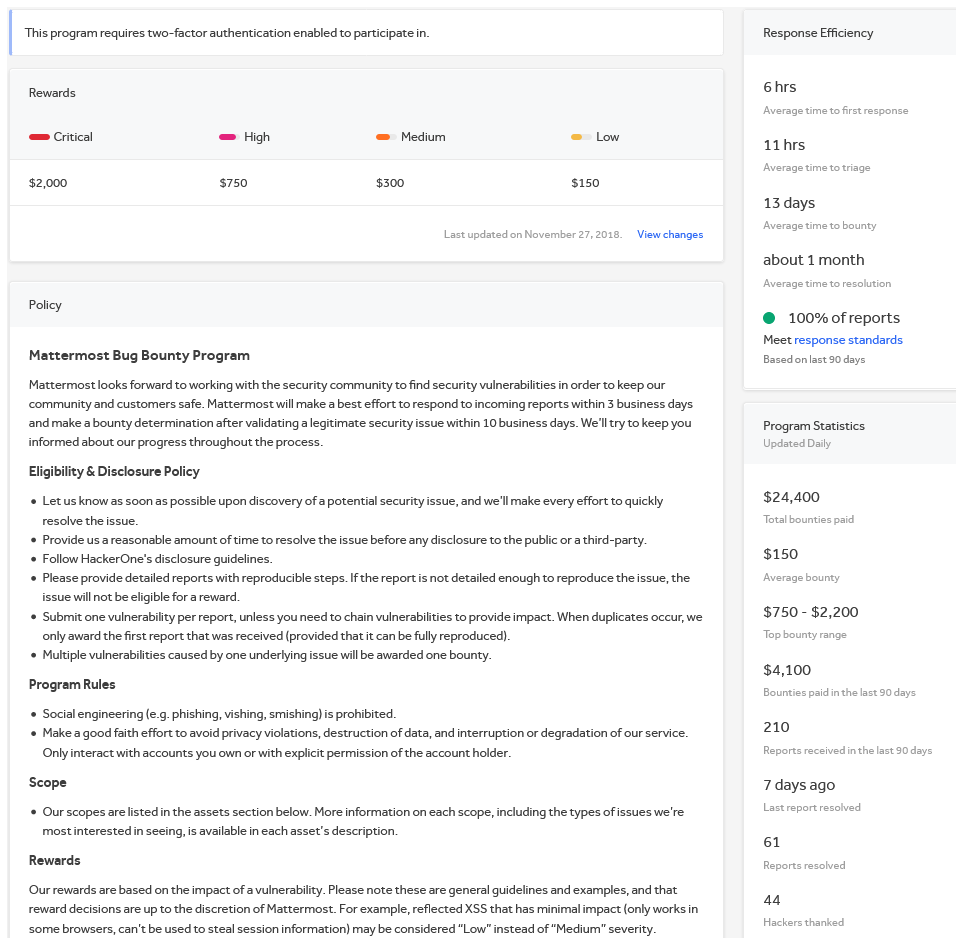 This program requires two-factor authentication enabled to participate in.
Rewards
Critical High Medium Low
$2,000 $750 $300 $150
Last updated on November 27, 2018. View changes
Policy
Mattermost Bug Bounty Program
Mattermost looks forward to working with the security community to find security vulnerabilities in order to keep our
community and customers safe. Mattermost will make a best effort to respond to incoming reports within 3 business days
and make a bounty determination after validating a legitimate security issue within 10 business days. We'll try to keep you
informed about our progress throughout the process.
Eligibility & Disclosure Policy
• Let us know as soon as possible upon discovery of a potential security issue, and we'll make every effort to quickly
resolve the issue.
• Provide us a reasonable amount of time to resolve the issue before any disclosure to the public or a third-party.
• Follow HackerOne's disclosure guidelines.
• Please provide detailed reports with reproducible steps. If the report is not detailed enough to reproduce the issue, the
issue will not be eligible for a reward.
• Submit one vulnerability per report, unless you need to chain vulnerabilities to provide impact. When duplicates occur, we
only award the first report that was received (provided that it can be fully reproduced).
• Multiple vulnerabilities caused by one underlying issue will be awarded one bounty.
Program Rules
• Social engineering (e.g. phishing, vishing, smishing) is prohibited.
• Make a good faith effort to avoid privacy violations, destruction of data, and interruption or degradation of our service.
Only interact with accounts you own or with explicit permission of the account holder.
Scope
• Our scopes are listed in the assets section below. More information on each scope, including the types of issues we're
most interested in seeing, is available in each asset's description.
Rewards
Our rewards are based on the impact of a vulnerability. Please note these are general guidelines and examples, and that
reward decisions are up to the discretion of Mattermost. For example, reflected XSS that has minimal impact (only works in
some browsers, can't be used to steal session information) may be considered “Low” instead of “Medium” severity.
Response Efficiency
6 hrs
Average time to first response
11 hrs
Average time to triage
13 days
Average time to bounty
about 1 month
Average time to resolution
100% of reports
Meet response standards
Based on last 90 days
Program Statistics
Updated Daily
$24,400
Total bounties paid
$150
Average bounty
$750 - $2,200
Top bounty range
$4,100
Bounties paid in the last 90 days
210
Reports received in the last 90 days
7 days ago
Last report resolved
61
Reports resolved
44
Hackers thanked